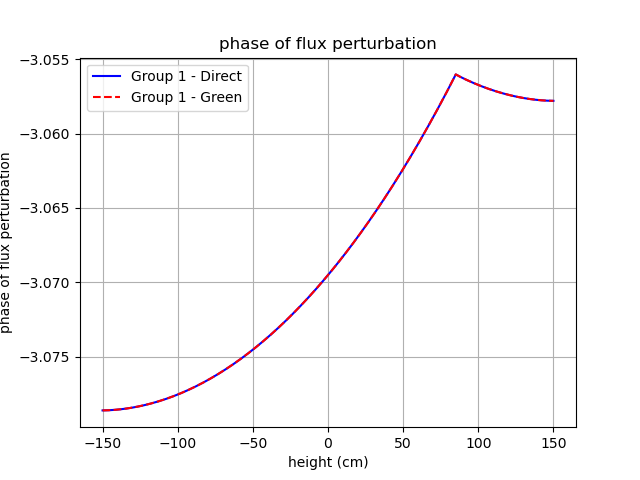 phase of flux perturbation
Group 1 - Direct
Group 1 - Green
phase of flux perturbation
−3.055
−3.060
−3.065
−3.070
−3.075
−150
−100
−50
0
50
100
150
height (cm)